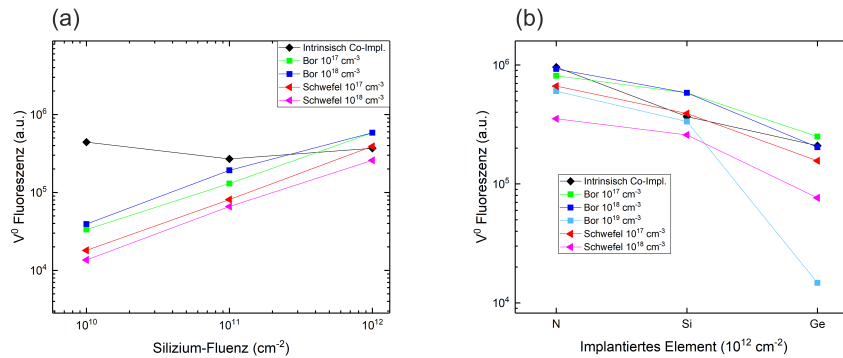 (a)
Intrinsisch Co-Impl.
Bor 10¹⁷ cm⁻³
Bor 10¹⁸ cm⁻³
Schwefel 10¹⁷ cm⁻³
Schwefel 10¹⁸ cm⁻³
V⁰ Fluoreszenz (a.u.)
10⁶
10⁵
10⁴
10¹⁰
10¹¹
10¹²
Silizium-Fluenz (cm⁻²)
(b)
V⁰ Fluoreszenz (a.u.)
10⁶
10⁵
10⁴
Intrinsisch Co-Impl.
Bor 10¹⁷ cm⁻³
Bor 10¹⁸ cm⁻³
Bor 10¹⁹ cm⁻³
Schwefel 10¹⁷ cm⁻³
Schwefel 10¹⁸ cm⁻³
N
Si
Ge
Implantiertes Element (10¹² cm⁻²)